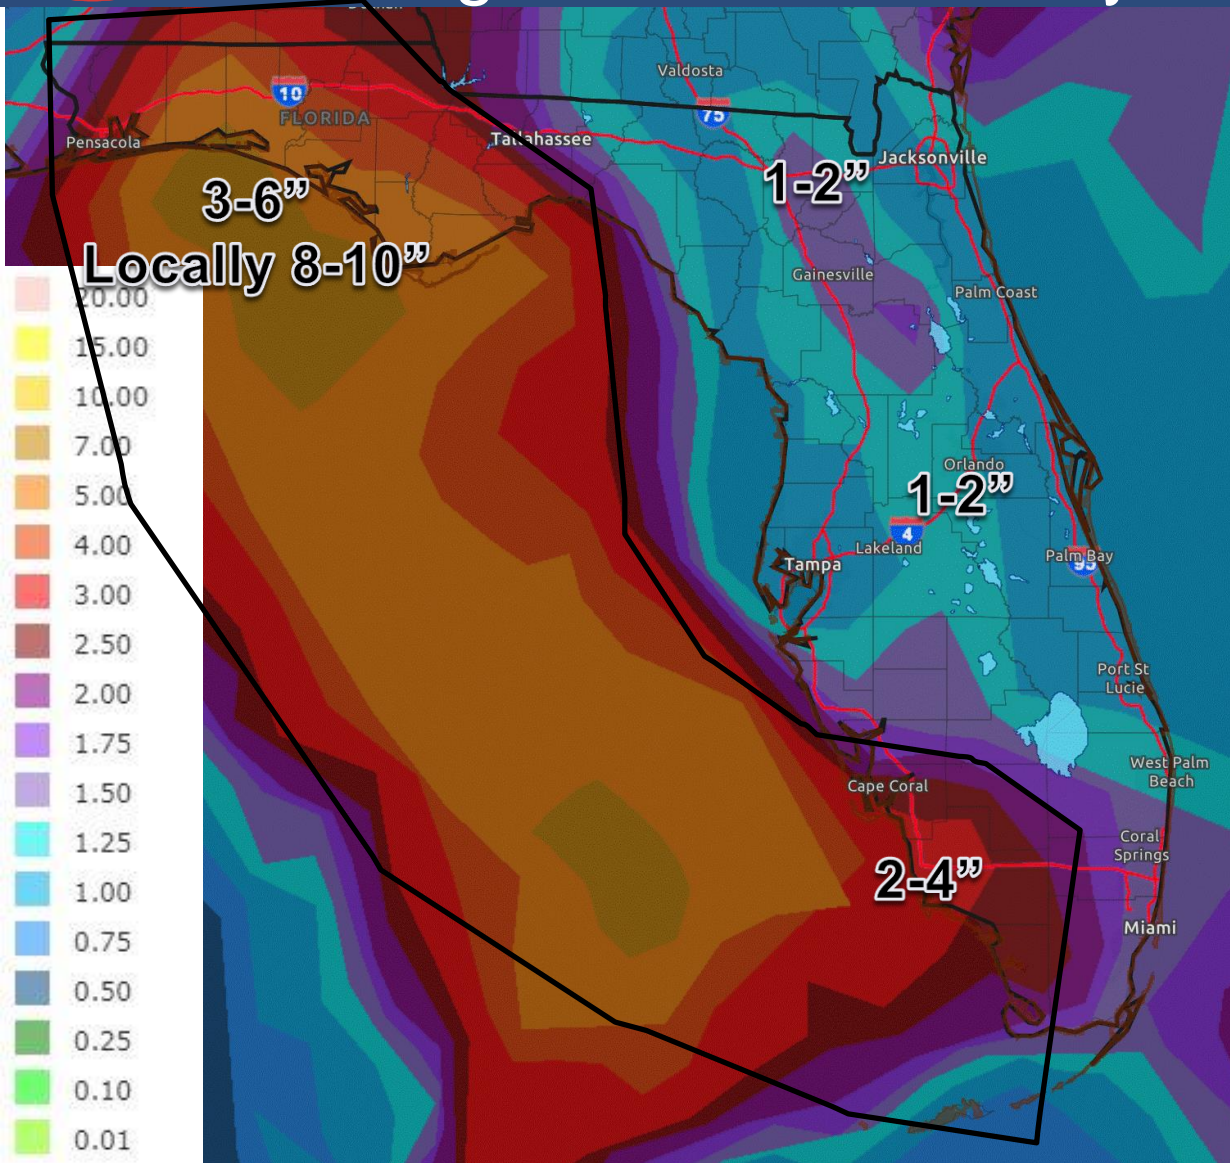 Valdosta
75
10
FLORIDA
Pensacola
Tallahassee
Jacksonville
1-2”
3-6”
Locally 8-10”
Gainesville
Palm Coast
20.00
15.00
10.00
7.00
5.00
4.00
3.00
2.50
2.00
1.75
1.50
1.25
1.00
0.75
0.50
0.25
0.10
0.01
Orlando
1-2”
4
Lakeland
Tampa
Palm Bay
95
Port St
Lucie
West Palm
Beach
Cape Coral
Coral
Springs
2-4”
Miami